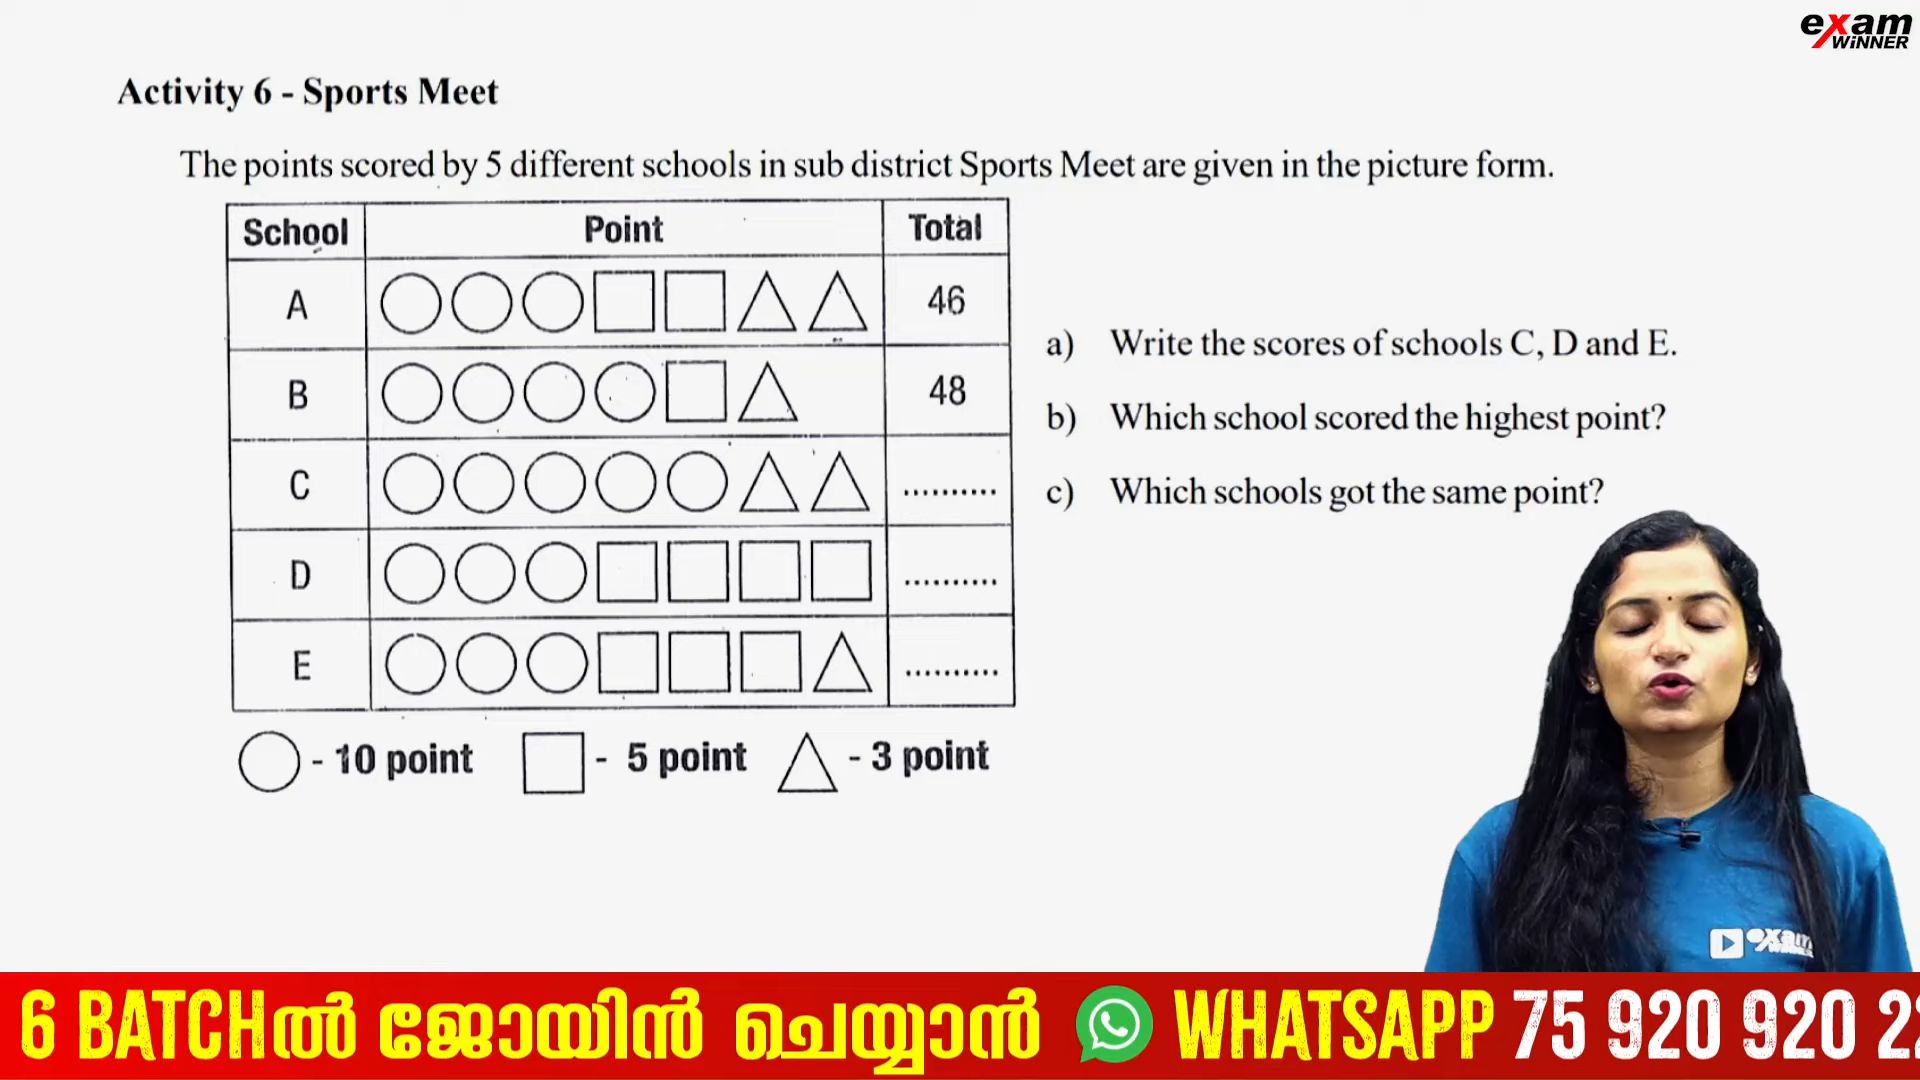 exam
WiNNER
Activity 6 - Sports Meet
The points scored by 5 different schools in sub district Sports Meet are given in the picture form.
School Point Total
A 46
B 48
C ..........
D ..........
E ..........
- 10 point - 5 point - 3 point
a) Write the scores of schools C, D and E.
b) Which school scored the highest point?
c) Which schools got the same point?
exam
WINNER
6 BATCHൽ ജോയിൻ ചെയ്യാൻ WHATSAPP 75 920 920 22